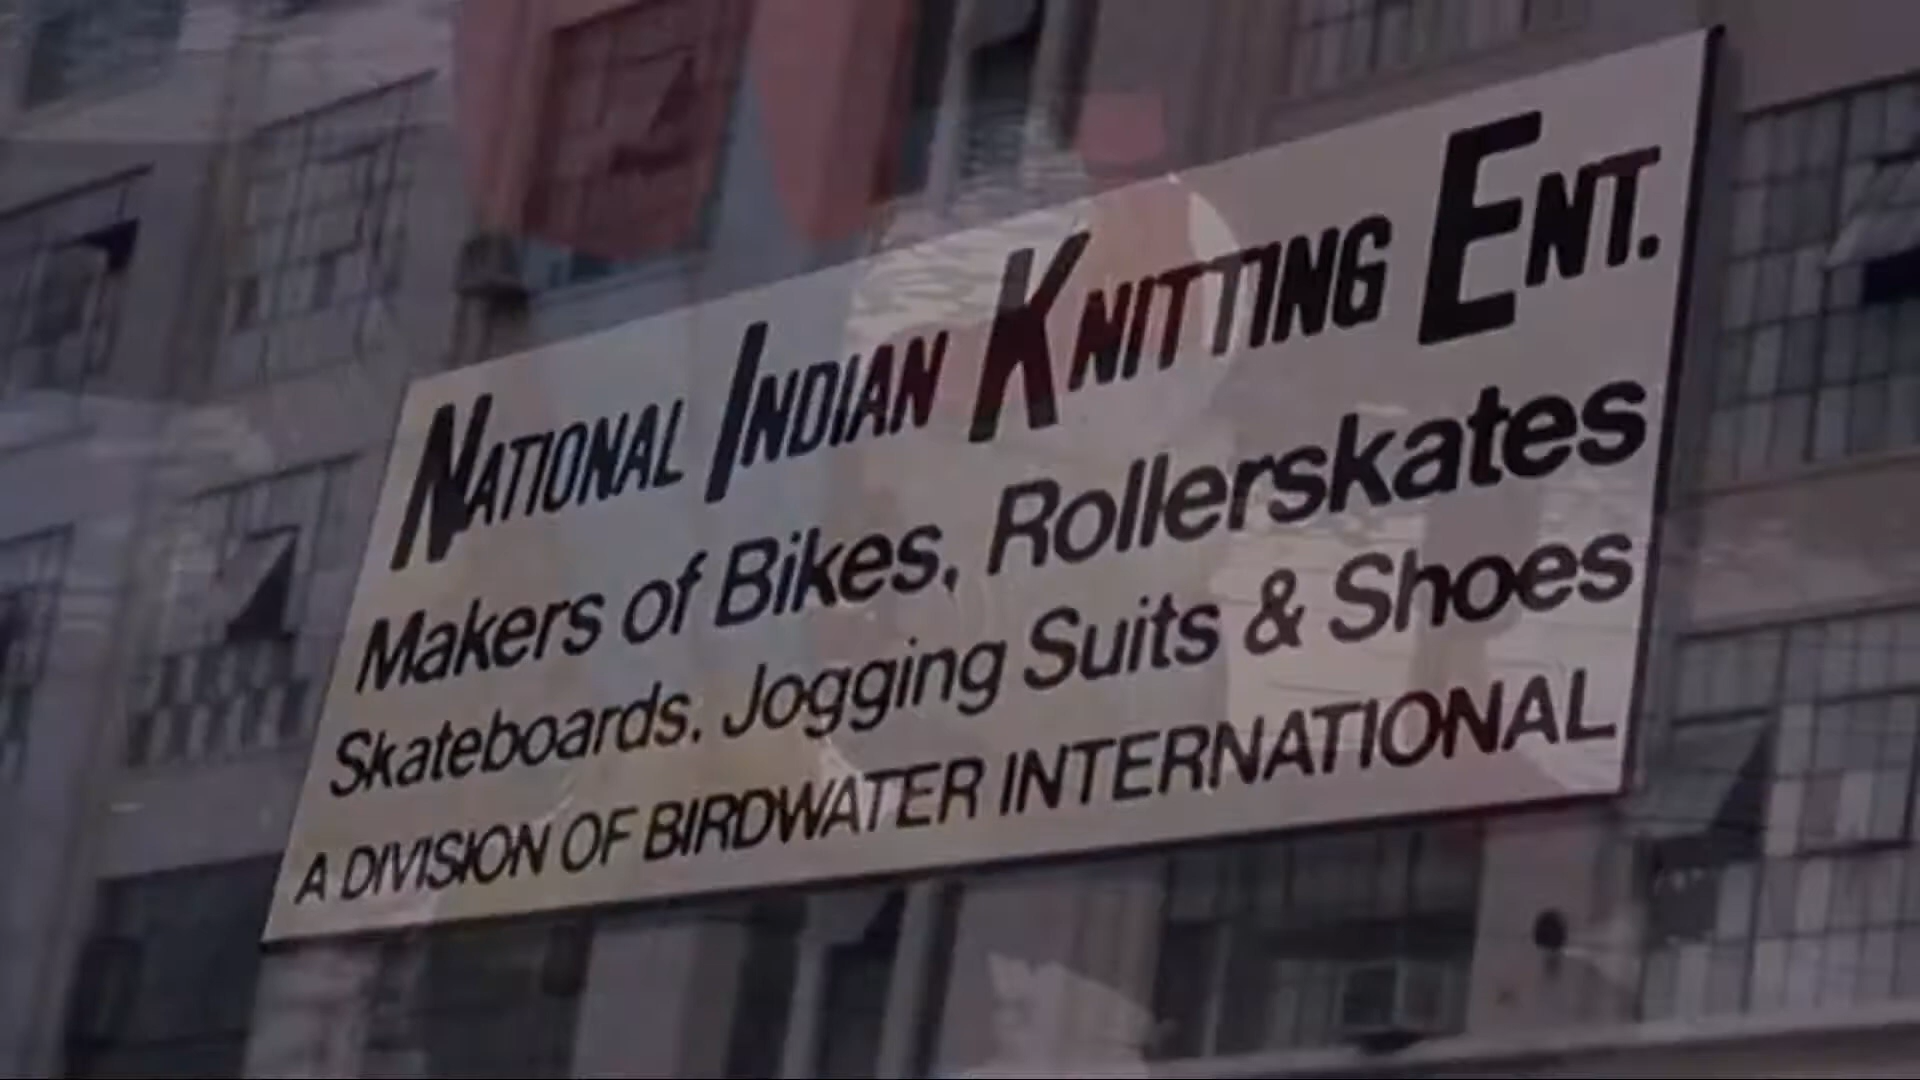 NATIONAL INDIAN KNITTING ENT.
Makers of Bikes, Rollerskates
Skateboards, Jogging Suits & Shoes
A DIVISION OF BIRDWATER INTERNATIONAL